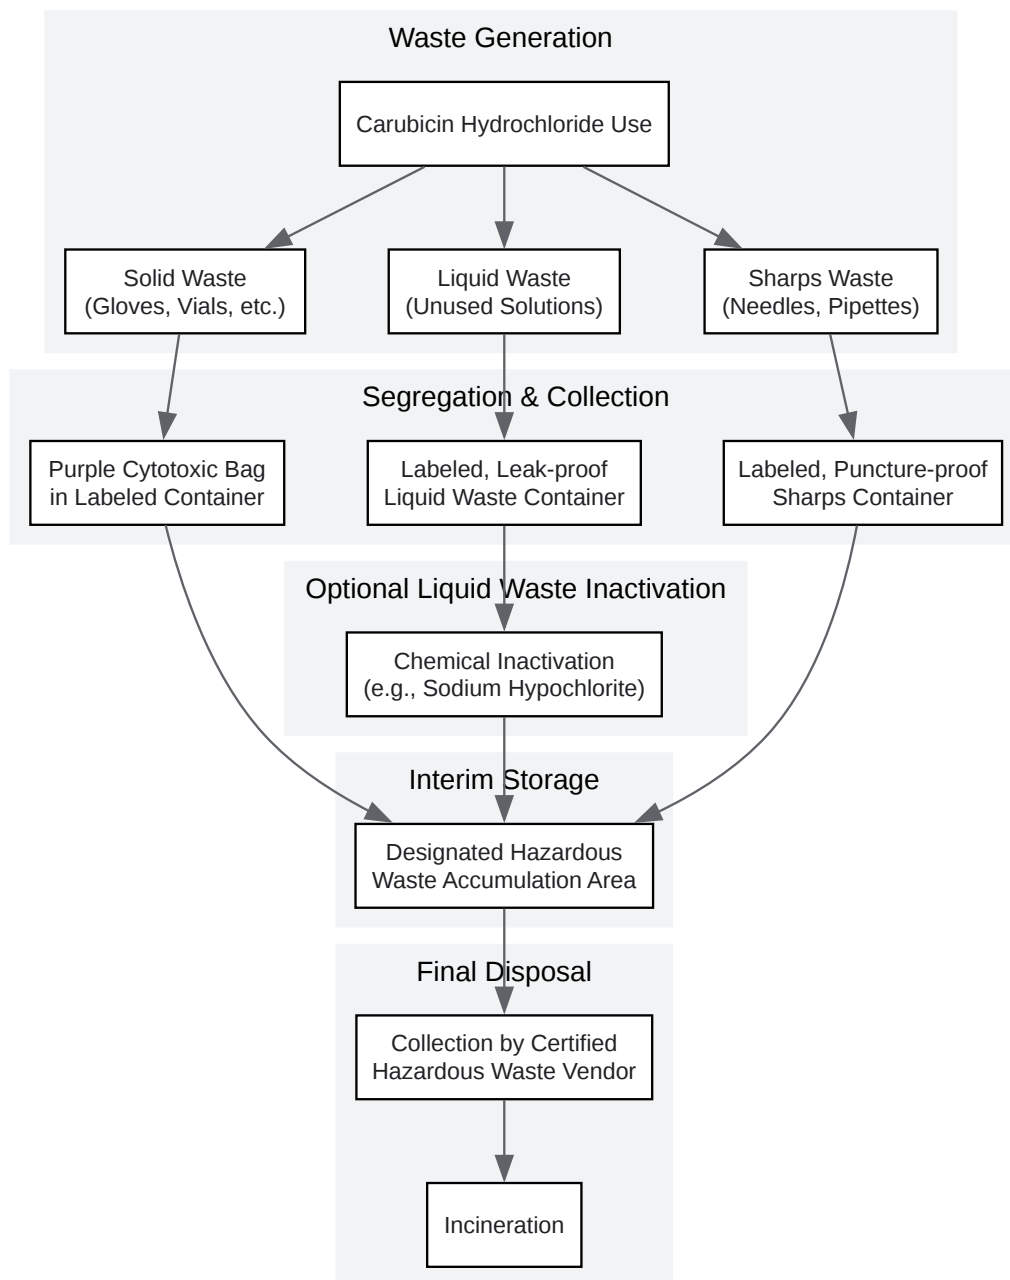 Waste Generation
Carubicin Hydrochloride Use
Solid Waste
(Gloves, Vials, etc.)
Liquid Waste
(Unused Solutions)
Sharps Waste
(Needles, Pipettes)
Segregation & Collection
Purple Cytotoxic Bag
in Labeled Container
Labeled, Leak-proof
Liquid Waste Container
Labeled, Puncture-proof
Sharps Container
Optional Liquid Waste Inactivation
Chemical Inactivation
(e.g., Sodium Hypochlorite)
Interim Storage
Designated Hazardous
Waste Accumulation Area
Final Disposal
Collection by Certified
Hazardous Waste Vendor
Incineration